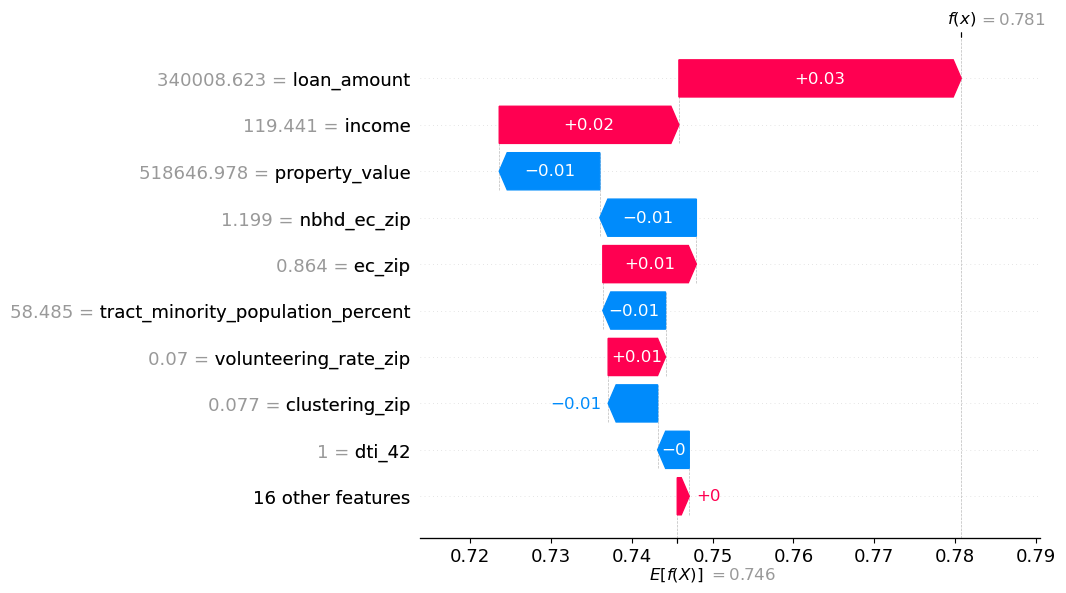 f(x) = 0.781
340008.623 = loan_amount
+0.03
119.441 = income
+0.02
518646.978 = property_value
−0.01
1.199 = nbhd_ec_zip
−0.01
0.864 = ec_zip
+0.01
58.485 = tract_minority_population_percent
−0.01
0.07 = volunteering_rate_zip
+0.01
0.077 = clustering_zip
−0.01
1 = dti_42
−0
16 other features
+0
0.72 0.73 0.74 0.75 0.76 0.77 0.78 0.79
E[f(X)] = 0.746